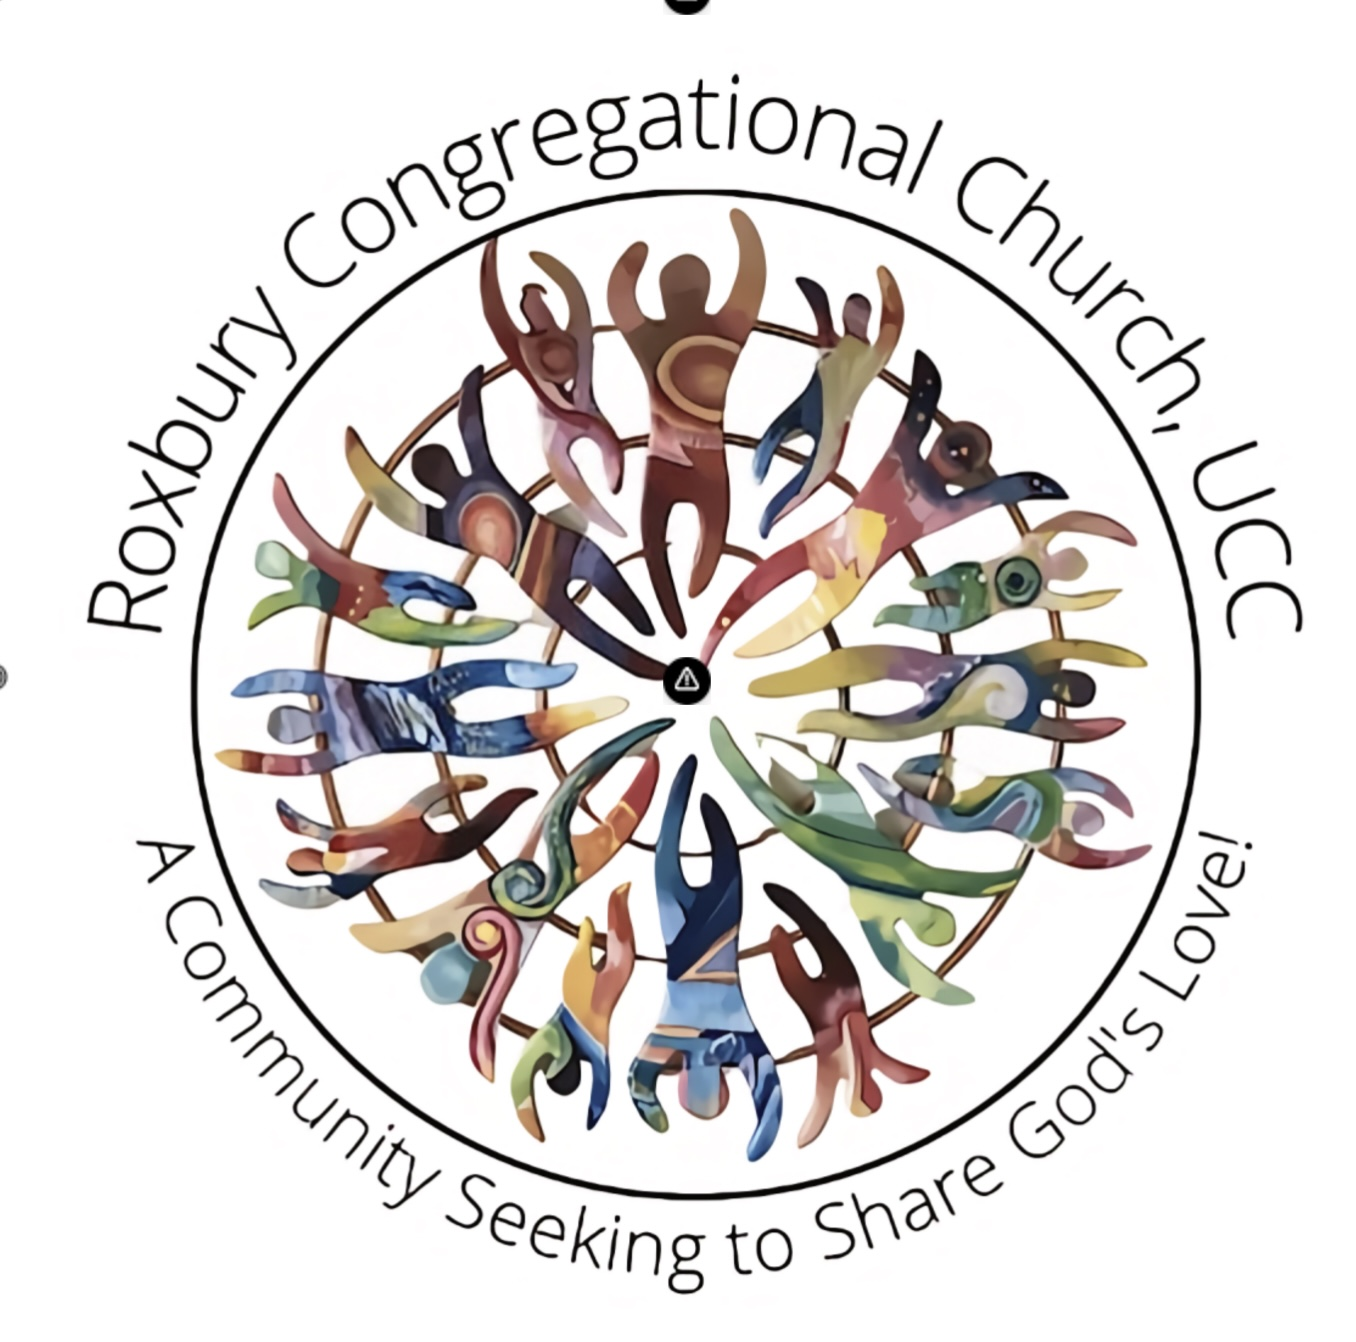 Roxbury Congregational Church, UCC
A Community Seeking to Share God's Love!